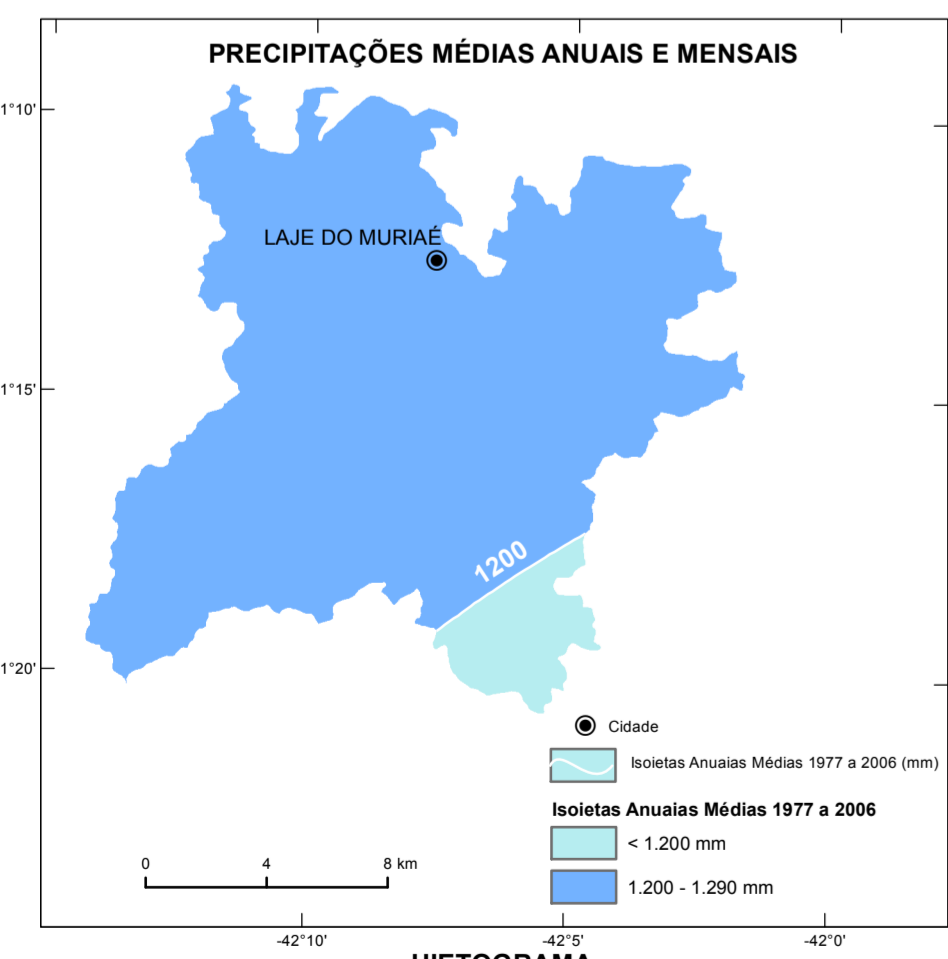 PRECIPITAÇÕES MÉDIAS ANUAIS E MENSAIS
1°10'
LAJE DO MURIAÉ
1°15'
1200
1°20'
Cidade
Isoietas Anuaias Médias 1977 a 2006 (mm)
Isoietas Anuaias Médias 1977 a 2006
< 1.200 mm
1.200 - 1.290 mm
0 4 8 km
-42°10' -42°5' -42°0'
HIETOGRAMA